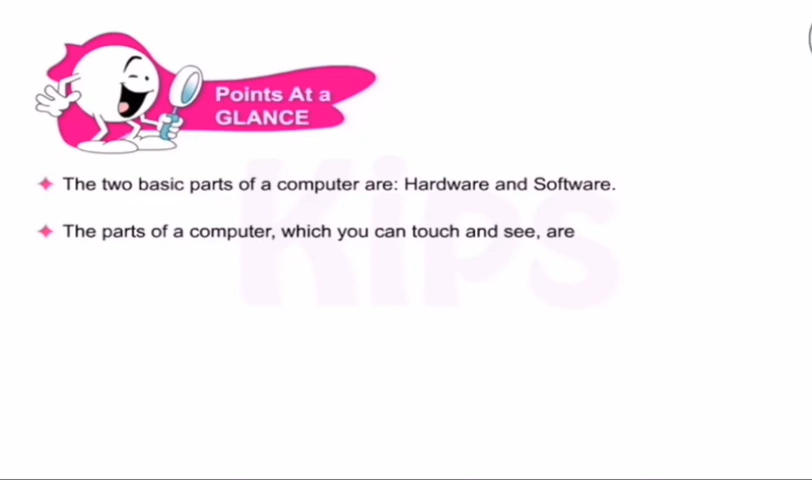 Points At a
GLANCE
The two basic parts of a computer are: Hardware and Software.
The parts of a computer, which you can touch and see, are
Kips